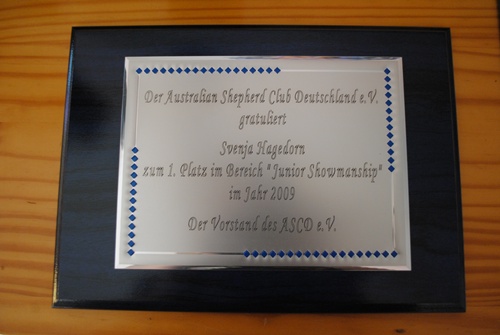 Der Australian Shepherd Club Deutschland e.V.
gratuliert
Svenja Hagedorn
zum 1. Platz im Bereich "Junior Showmanship"
im Jahr 2009
Der Vorstand des ASCD e.V.